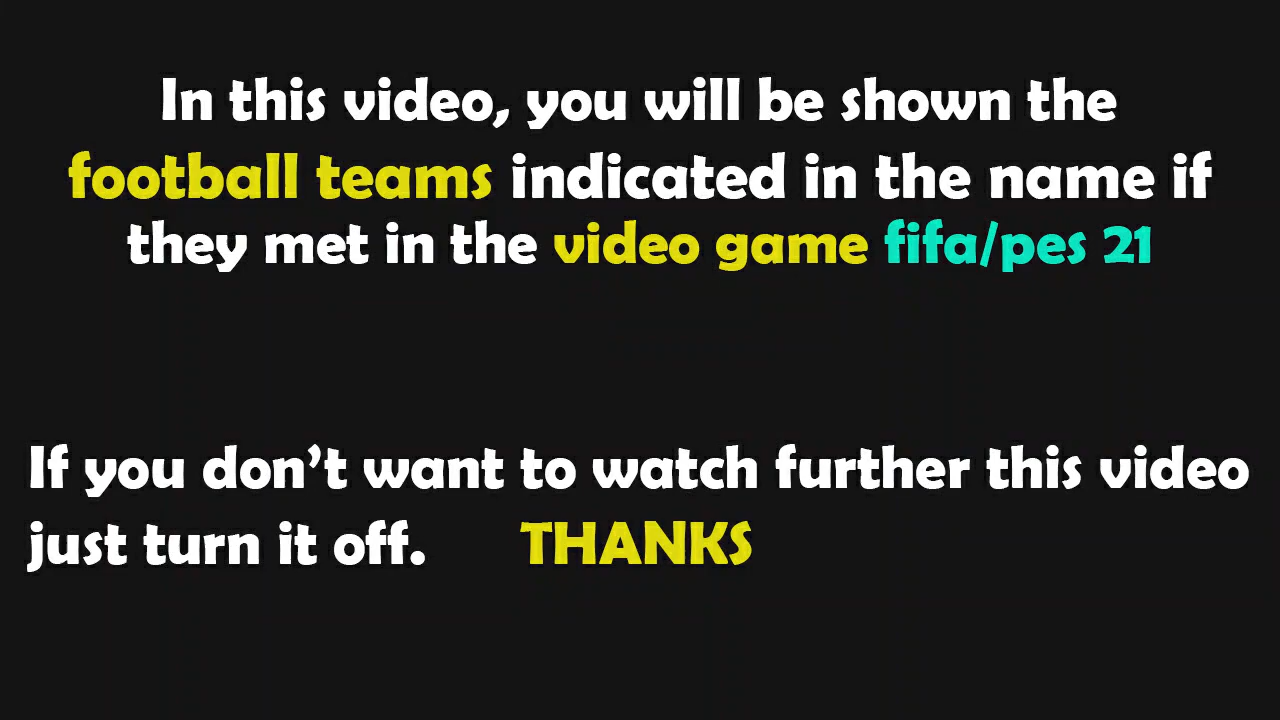 In this video, you will be shown the
football teams indicated in the name if
they met in the video game fifa/pes 21
If you don't want to watch further this video
just turn it off. THANKS